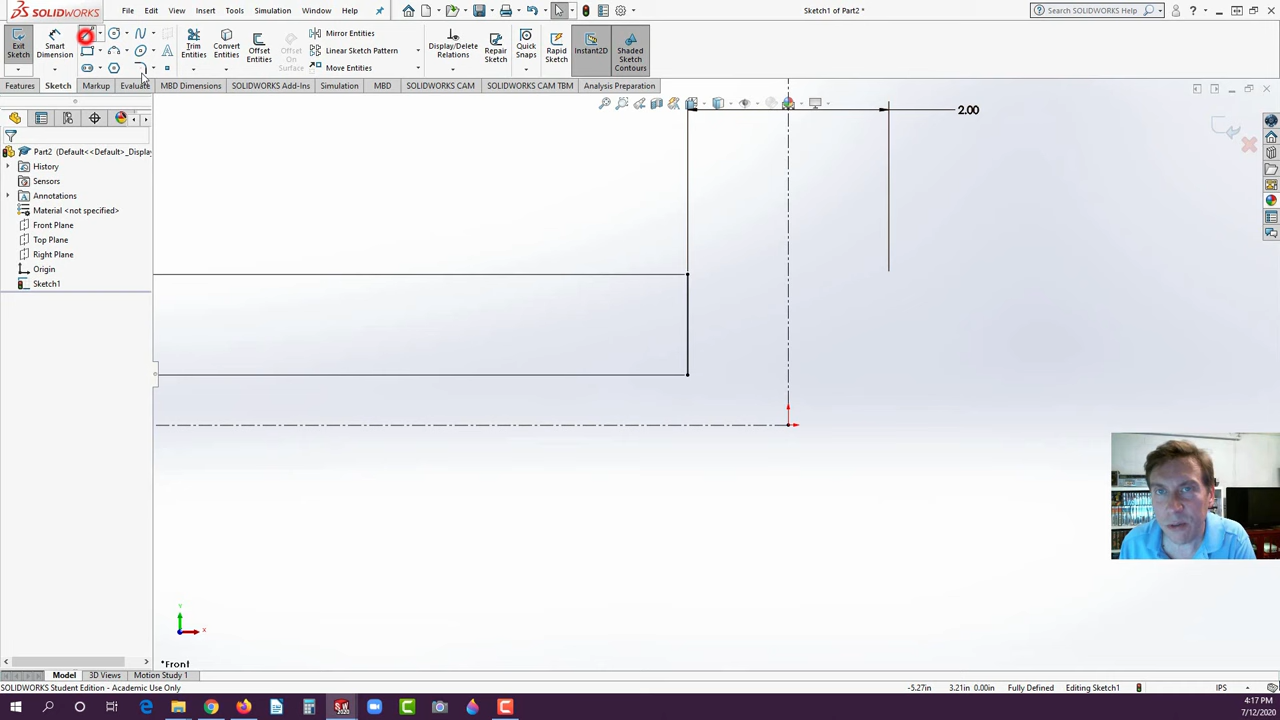 SOLIDWORKS File Edit View Insert Tools Simulation Window Help Sketch1 of Part2 * Search SOLIDWORKS Help
Exit Sketch Smart Dimension Trim Entities Convert Entities Offset Entities Offset On Surface Mirror Entities Linear Sketch Pattern Move Entities Display/Delete Relations Repair Sketch Quick Snaps Rapid Sketch Instant2D Shaded Sketch Contours
Features Sketch Markup Evaluate MBD Dimensions SOLIDWORKS Add-Ins Simulation MBD SOLIDWORKS CAM SOLIDWORKS CAM TBM Analysis Preparation
2.00
Part2 (Default<<Default>_Display
History
Sensors
Annotations
Material <not specified>
Front Plane
Top Plane
Right Plane
Origin
Sketch1
Y
X
*Front
Model 3D Views Motion Study 1
SOLIDWORKS Student Edition - Academic Use Only -5.27in 3.21in 0.00in Fully Defined Editing Sketch1 IPS
4:17 PM
7/12/2020